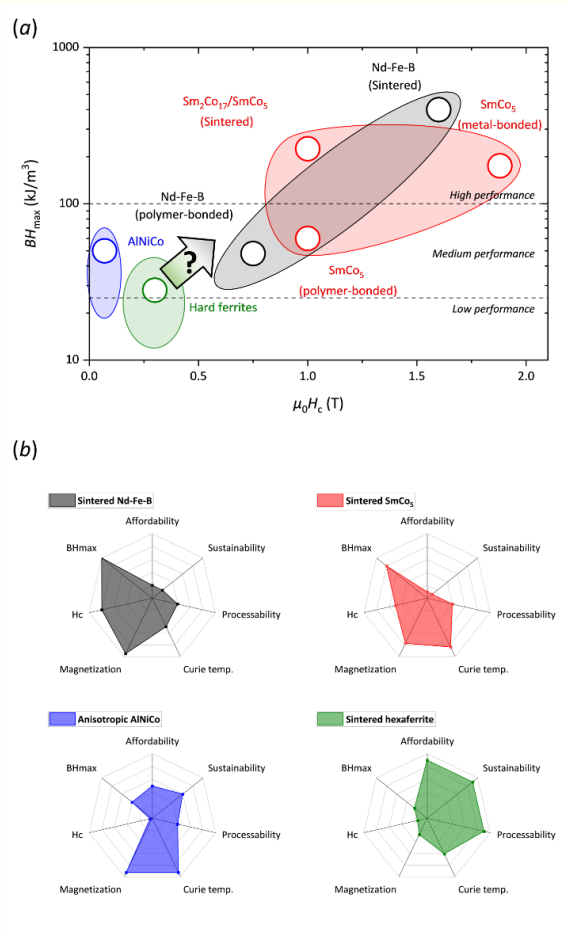 (a)
1000
Nd-Fe-B
(Sintered)
Sm₂Co₁₇/SmCo₅
(Sintered)
SmCo₅
(metal-bonded)
BHmax (kJ/m³)
Nd-Fe-B
(polymer-bonded)
High performance
100
AlNiCo
?
Medium performance
SmCo₅
(polymer-bonded)
Hard ferrites
Low performance
10
0.0
0.5
1.0
1.5
2.0
μ₀Hc (T)
(b)
Sintered Nd-Fe-B
Affordability
BHmax
Sustainability
Hc
Processability
Magnetization
Curie temp.
Sintered SmCo₅
Affordability
BHmax
Sustainability
Hc
Processability
Magnetization
Curie temp.
Anisotropic AlNiCo
Affordability
BHmax
Sustainability
Hc
Processability
Magnetization
Curie temp.
Sintered hexaferrite
Affordability
BHmax
Sustainability
Hc
Processability
Magnetization
Curie temp.